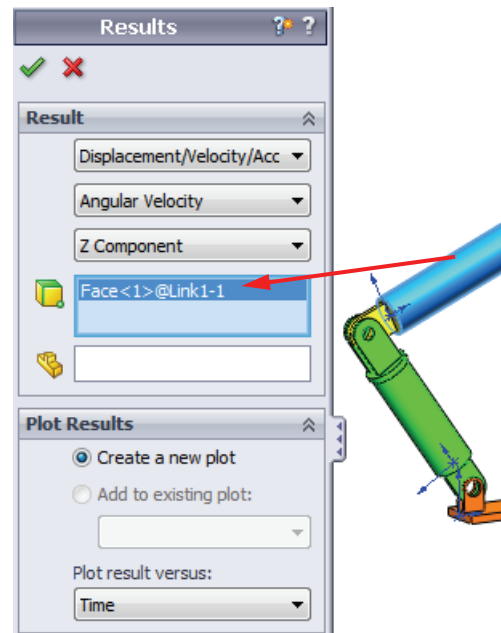 Results ? ?
Result
Displacement/Velocity/Acc
Angular Velocity
Z Component
Face<1>@Link1-1
Plot Results
Create a new plot
Add to existing plot:
Plot result versus:
Time